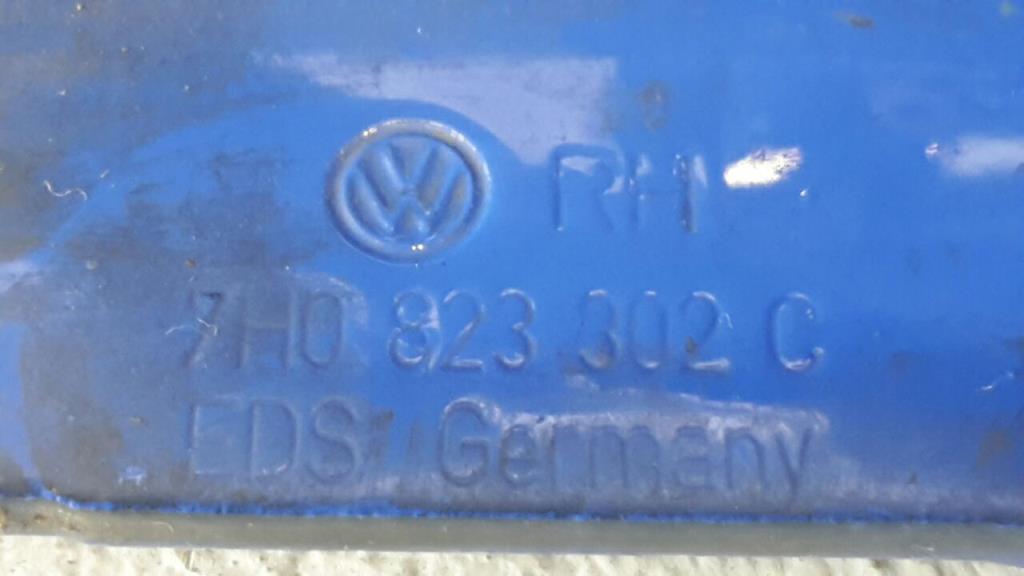 VW RH
7H0 823 302 C
EDS Germany